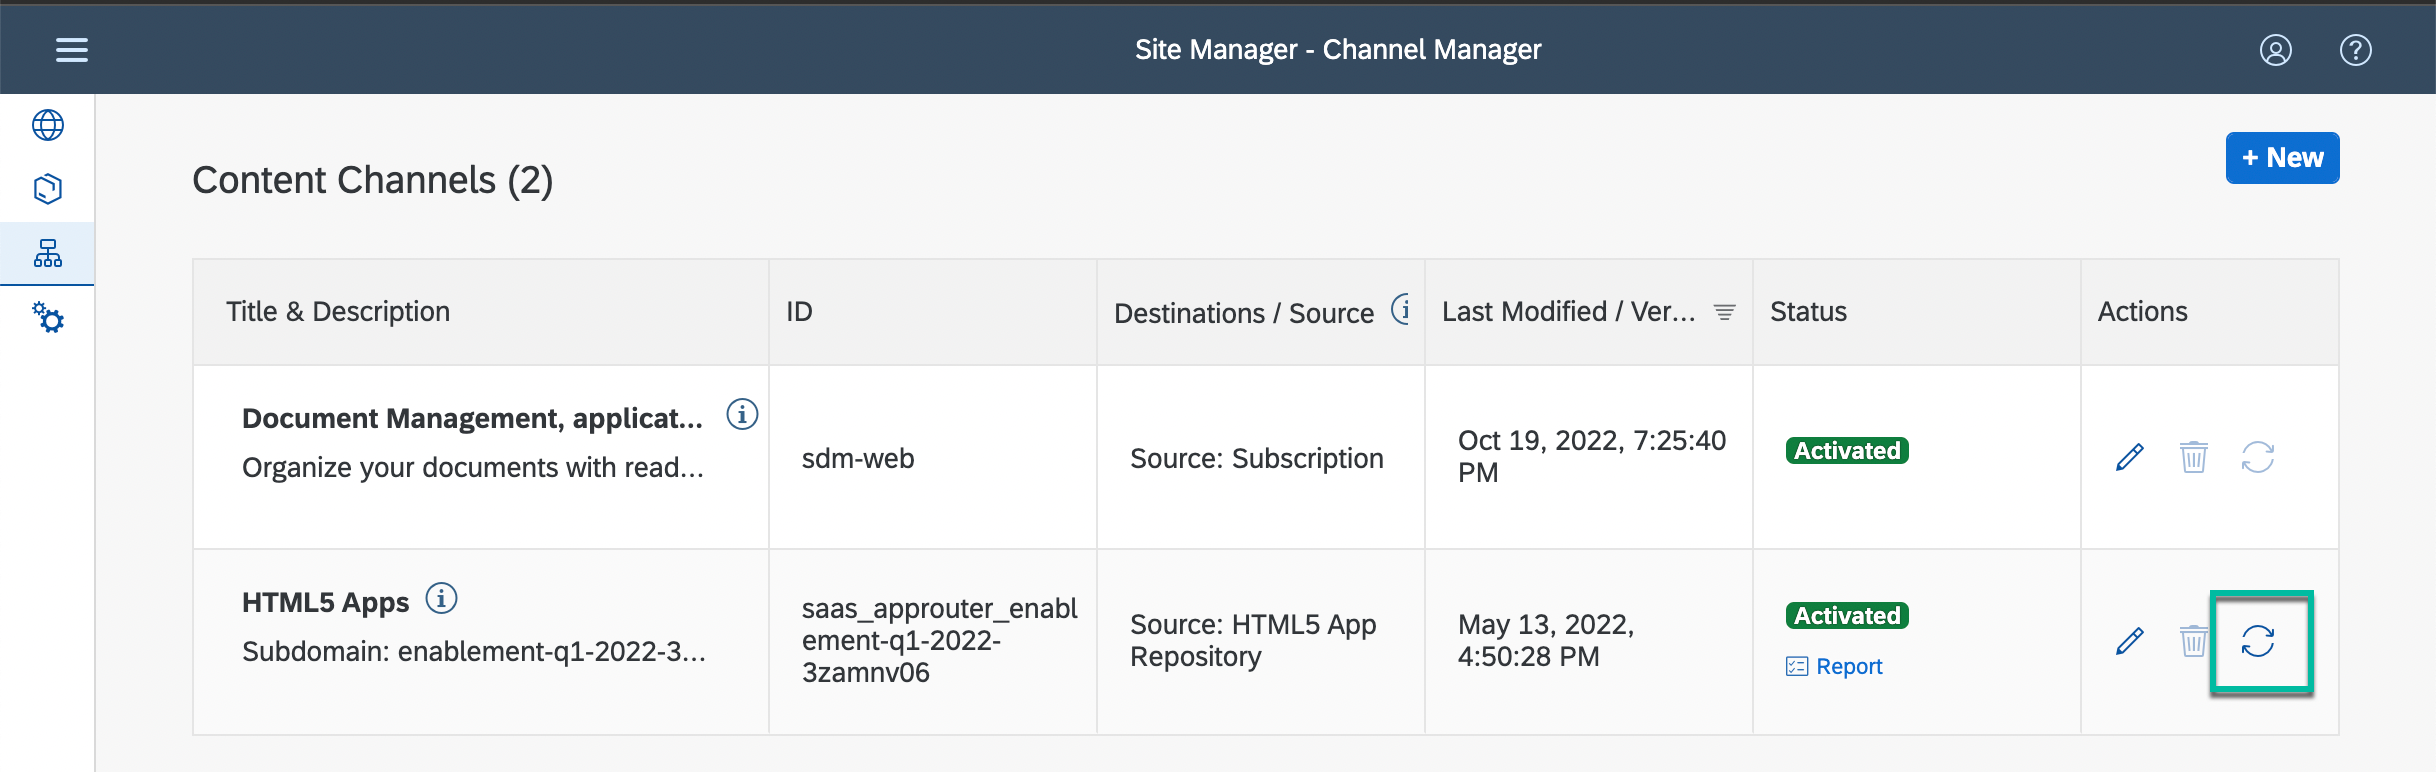 Site Manager - Channel Manager
Content Channels (2)
+ New
Title & Description
ID
Destinations / Source
Last Modified / Ver...
Status
Actions
Document Management, applicat...
Organize your documents with read...
sdm-web
Source: Subscription
Oct 19, 2022, 7:25:40
PM
Activated
HTML5 Apps
Subdomain: enablement-q1-2022-3...
saas_approuter_enabl
ement-q1-2022-
3zamnv06
Source: HTML5 App
Repository
May 13, 2022,
4:50:28 PM
Activated
Report